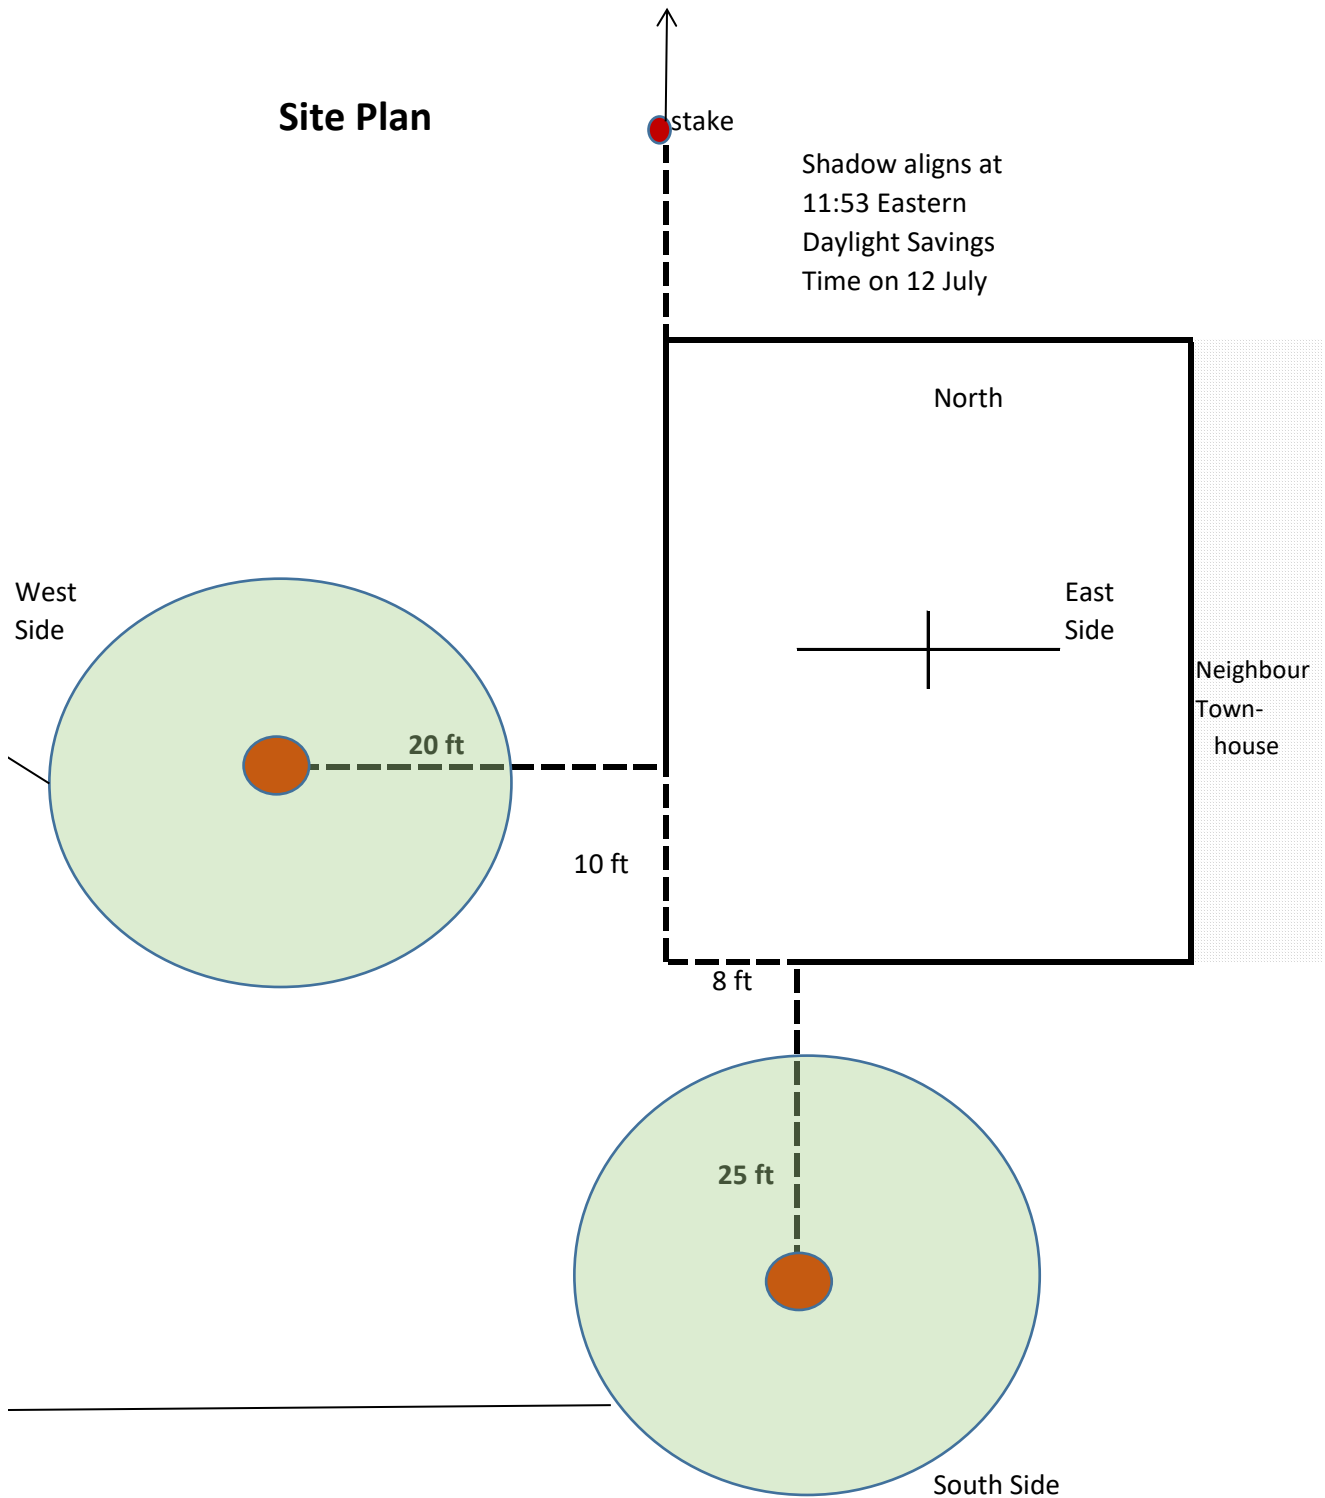 stake
Site Plan
Shadow aligns at
11:53 Eastern
Daylight Savings
Time on 12 July
North
West
Side
East
Side
Neighbour
Town-
house
20 ft
10 ft
8 ft
25 ft
South Side